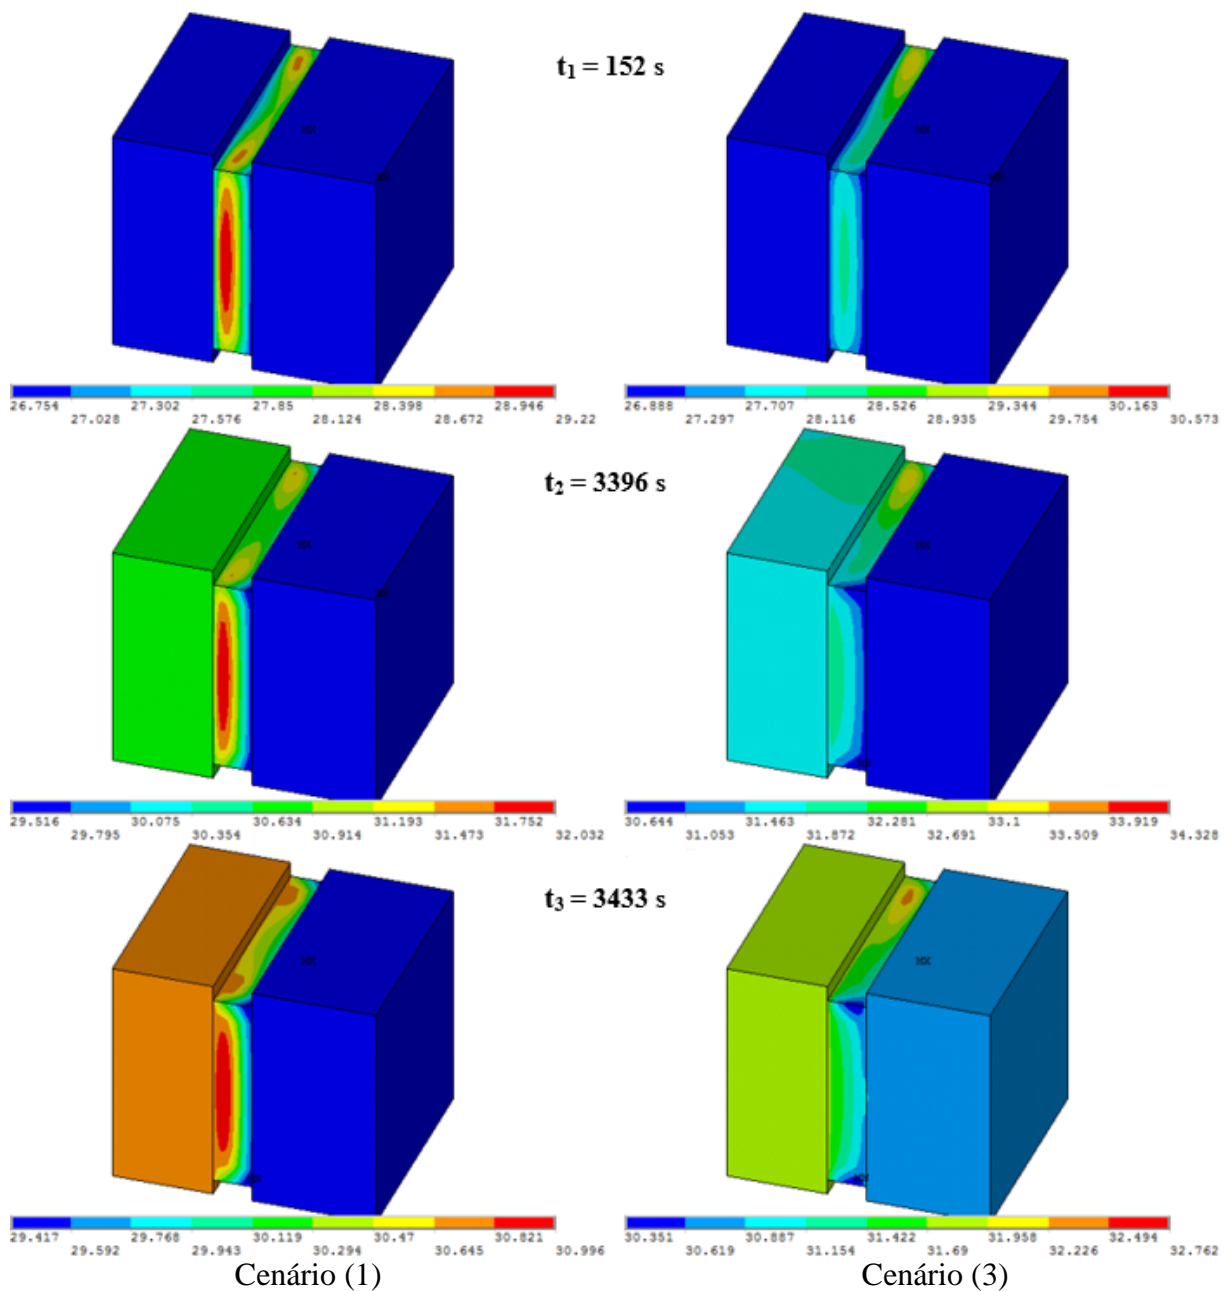 t₁ = 152 s
26.754 27.302 27.85 28.398 28.946
27.028 27.576 28.124 28.672 29.22
26.888 27.707 28.526 29.344 30.163
27.297 28.116 28.935 29.754 30.573
t₂ = 3396 s
29.516 30.075 30.634 31.193 31.752
29.795 30.354 30.914 31.473 32.032
30.644 31.463 32.281 33.1 33.919
31.053 31.872 32.691 33.509 34.328
t₃ = 3433 s
29.417 29.768 30.119 30.47 30.821
29.592 29.943 30.294 30.645 30.996
30.351 30.887 31.422 31.958 32.494
30.619 31.154 31.69 32.226 32.762
Cenário (1)
Cenário (3)